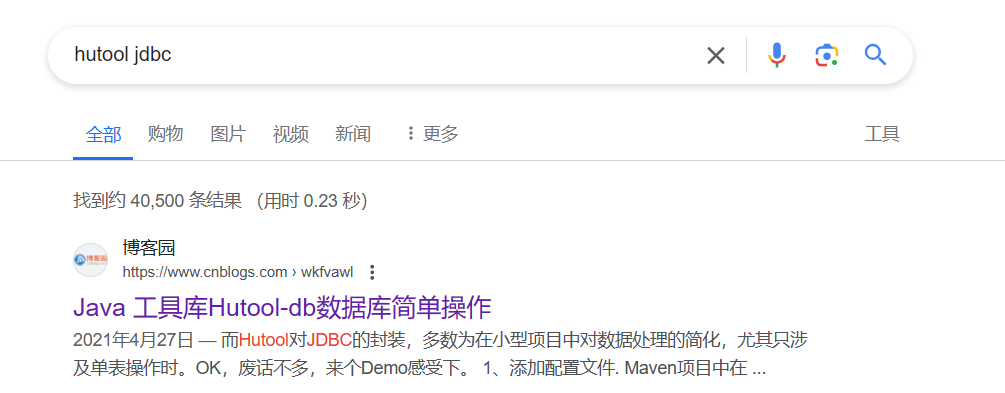 hutool jdbc
全部 购物 图片 视频 新闻 更多 工具
找到约 40,500 条结果 （用时 0.23 秒）
博客园
https://www.cnblogs.com › wkfvawl
Java 工具库Hutool-db数据库简单操作
2021年4月27日 — 而Hutool对JDBC的封装，多数为在小型项目中对数据处理的简化，尤其只涉
及单表操作时。OK，废话不多，来个Demo感受下。 1、添加配置文件. Maven项目中在 ...